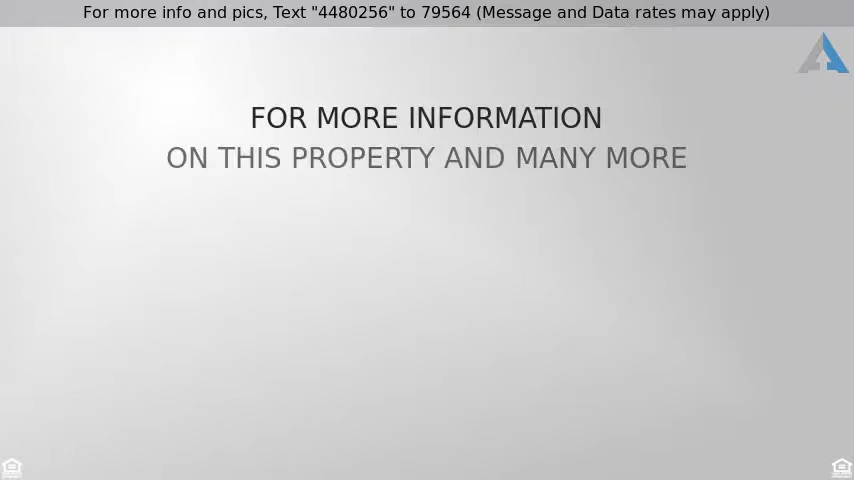 For more info and pics, Text "4480256" to 79564 (Message and Data rates may apply)
FOR MORE INFORMATION
ON THIS PROPERTY AND MANY MORE